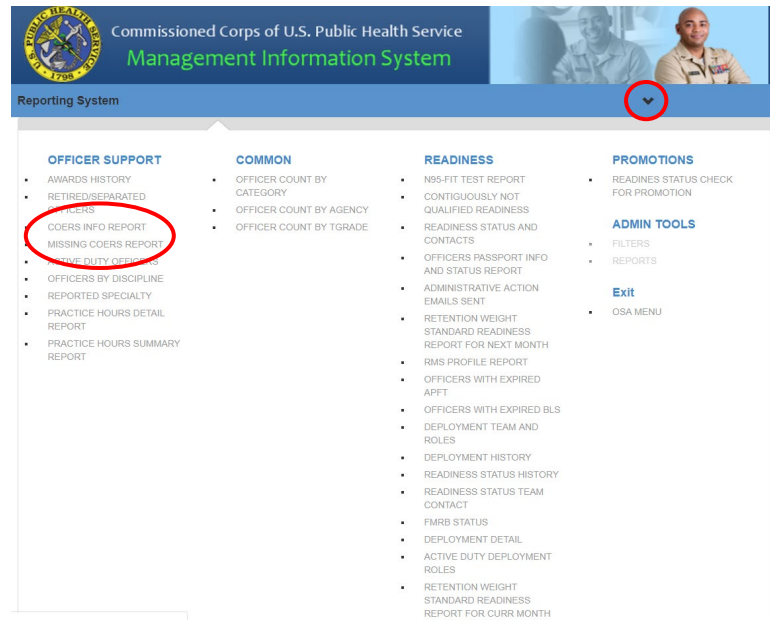 PUBLIC HEALTH SERVICE
1798
Commissioned Corps of U.S. Public Health Service
Management Information System
Reporting System
OFFICER SUPPORT
AWARDS HISTORY
RETIRED/SEPARATED
OFFICERS
COERS INFO REPORT
MISSING COERS REPORT
ACTIVE DUTY OFFICERS
OFFICERS BY DISCIPLINE
REPORTED SPECIALTY
PRACTICE HOURS DETAIL
REPORT
PRACTICE HOURS SUMMARY
REPORT
COMMON
OFFICER COUNT BY
CATEGORY
OFFICER COUNT BY AGENCY
OFFICER COUNT BY TGRADE
READINESS
N95-FIT TEST REPORT
CONTIGUOUSLY NOT
QUALIFIED READINESS
READINESS STATUS AND
CONTACTS
OFFICERS PASSPORT INFO
AND STATUS REPORT
ADMINISTRATIVE ACTION
EMAILS SENT
RETENTION WEIGHT
STANDARD READINESS
REPORT FOR NEXT MONTH
RMS PROFILE REPORT
OFFICERS WITH EXPIRED
APFT
OFFICERS WITH EXPIRED BLS
DEPLOYMENT TEAM AND
ROLES
DEPLOYMENT HISTORY
READINESS STATUS HISTORY
READINESS STATUS TEAM
CONTACT
FMRB STATUS
DEPLOYMENT DETAIL
ACTIVE DUTY DEPLOYMENT
ROLES
RETENTION WEIGHT
STANDARD READINESS
REPORT FOR CURR MONTH
PROMOTIONS
READINES STATUS CHECK
FOR PROMOTION
ADMIN TOOLS
FILTERS
REPORTS
Exit
OSA MENU